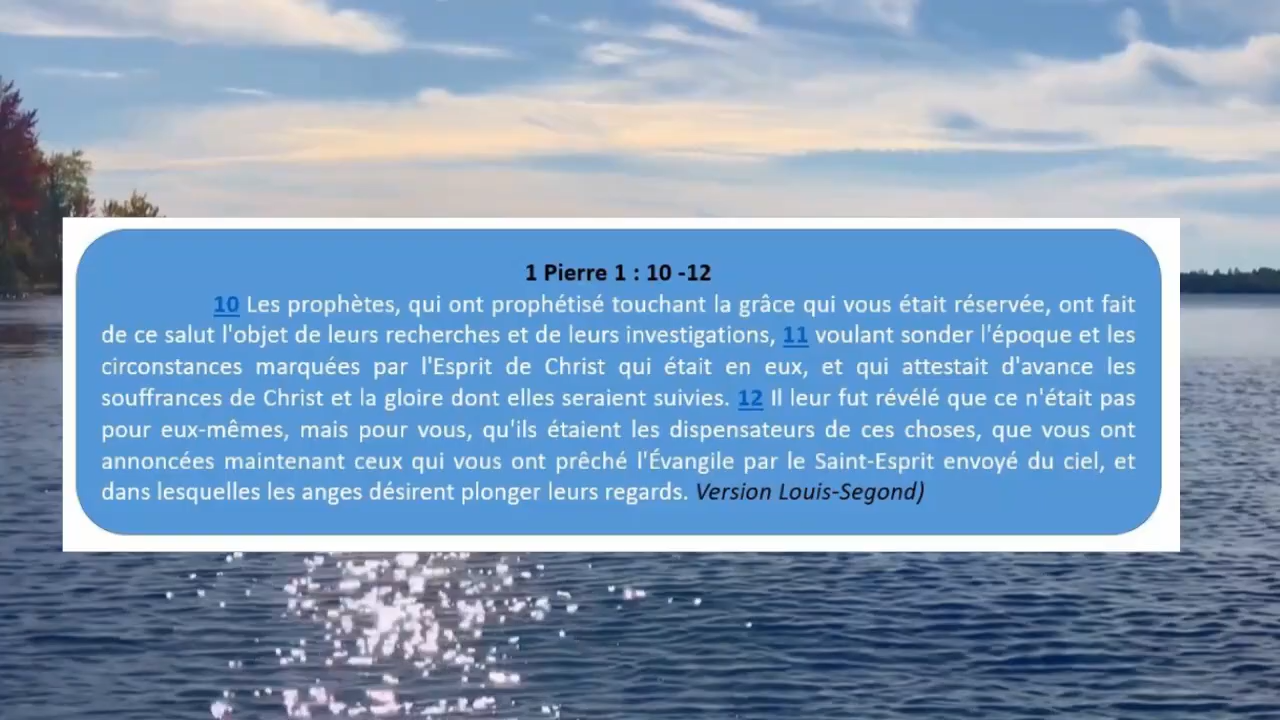 1 Pierre 1 : 10 -12
10 Les prophètes, qui ont prophétisé touchant la grâce qui vous était réservée, ont fait
de ce salut l'objet de leurs recherches et de leurs investigations, 11 voulant sonder l'époque et les
circonstances marquées par l'Esprit de Christ qui était en eux, et qui attestait d'avance les
souffrances de Christ et la gloire dont elles seraient suivies. 12 Il leur fut révélé que ce n'était pas
pour eux-mêmes, mais pour vous, qu'ils étaient les dispensateurs de ces choses, que vous ont
annoncées maintenant ceux qui vous ont prêché l'Évangile par le Saint-Esprit envoyé du ciel, et
dans lesquelles les anges désirent plonger leurs regards. Version Louis-Segond)